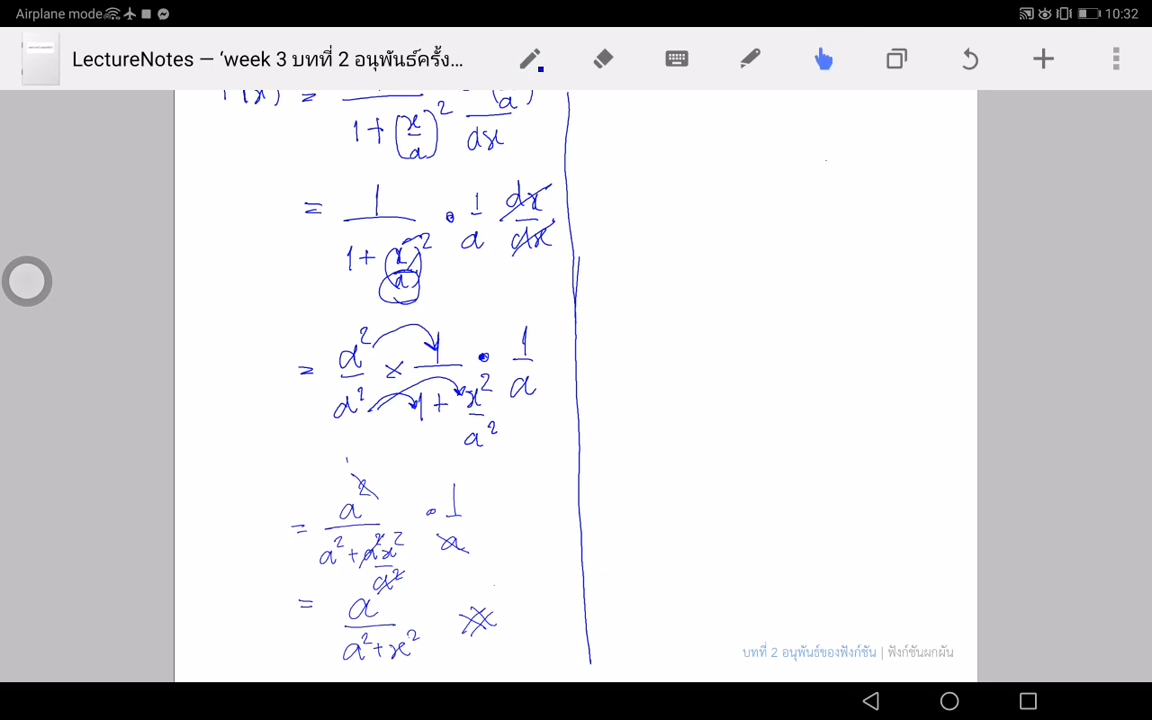 Airplane mode 10:32
LectureNotes — ‘week 3 บทที่ 2 อนุพันธ์ครั้ง...
(x) = 1+(x/a)² · (x/a) / dx
= 1/(1+(x/a)²) · 1/a dx/dx
= a²/a² × 1/(1+x²/a²) · 1/a
= a²/(a²+a²x²/a²) · 1/a
= a/(a²+x²)
บทที่ 2 อนุพันธ์ของฟังก์ชัน | ฟังก์ชันผกผัน